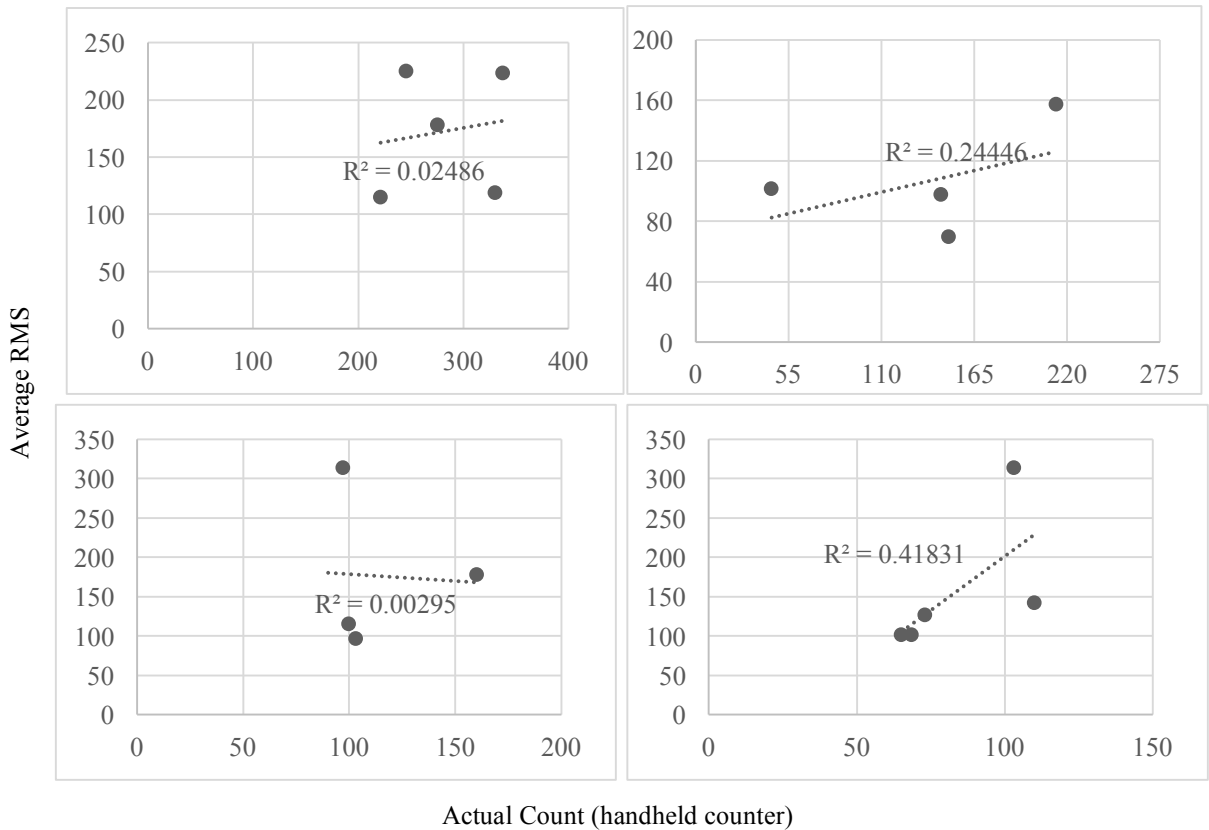 250
200
150
100
50
0
R² = 0.02486
0 100 200 300 400
200
160
120
80
40
0
R² = 0.24446
0 55 110 165 220 275
Average RMS
350
300
250
200
150
100
50
0
R² = 0.00295
0 50 100 150 200
350
300
250
200
150
100
50
0
R² = 0.41831
0 50 100 150
Actual Count (handheld counter)